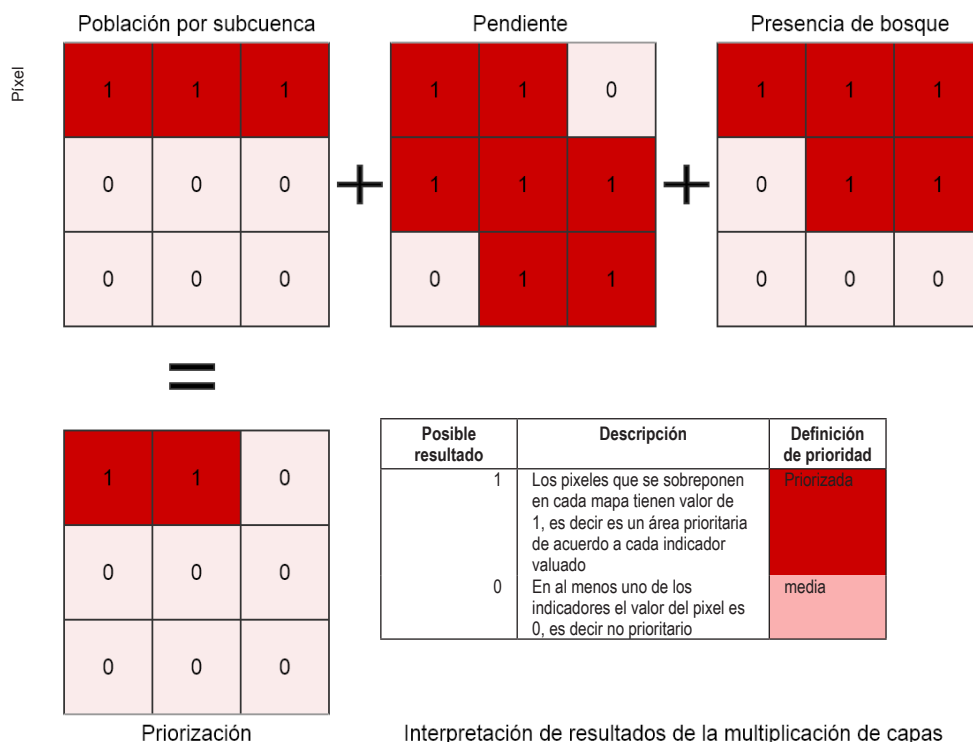 Población por subcuenca
Pendiente
Presencia de bosque
Píxel
1 1 1
0 0 0
0 0 0
+
1 1 0
1 1 1
0 1 1
+
1 1 1
0 1 1
0 0 0
=
1 1 0
0 0 0
0 0 0
Priorización
Posible
resultado
Descripción
Definición
de prioridad
1
Los pixeles que se sobreponen
en cada mapa tienen valor de
1, es decir es un área prioritaria
de acuerdo a cada indicador
valuado
Priorizada
0
En al menos uno de los
indicadores el valor del pixel es
0, es decir no prioritario
media
Interpretación de resultados de la multiplicación de capas